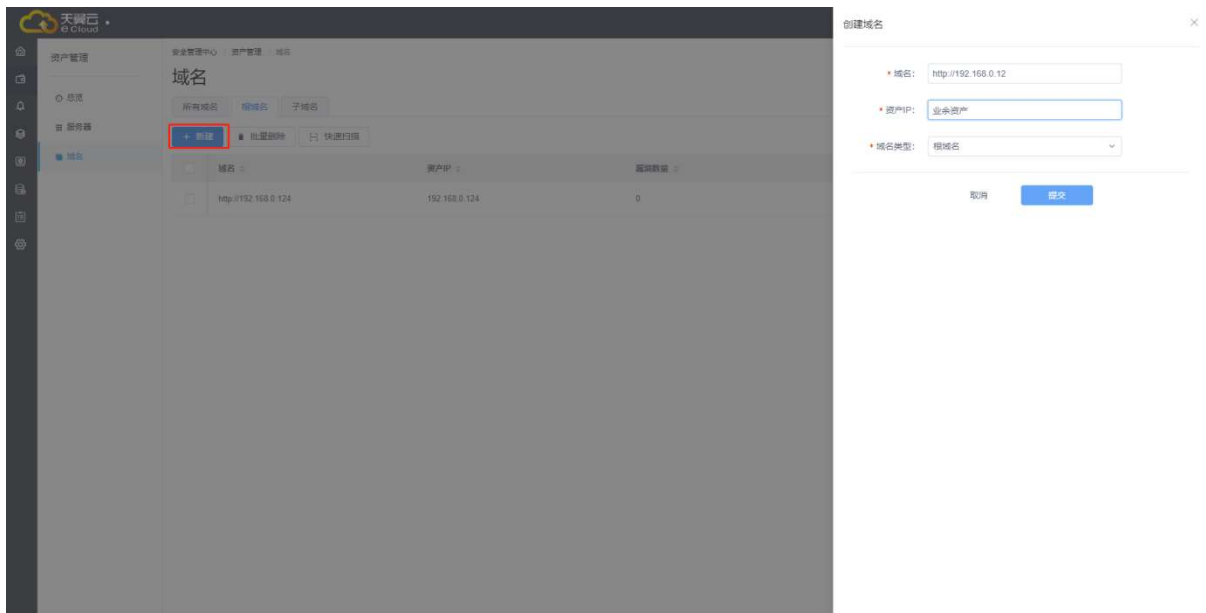 天翼云
e Cloud
资产管理
总览
服务器
域名
安全管理中心 / 资产管理 / 域名
域名
所有域名 根域名 子域名
+ 新建 批量删除 快速扫描
域名 资产IP 漏洞数量
http://192.168.0.124 192.168.0.124 0
创建域名
* 域名: http://192.168.0.12
* 资产IP: 业余资产
* 域名类型: 根域名
取消 提交